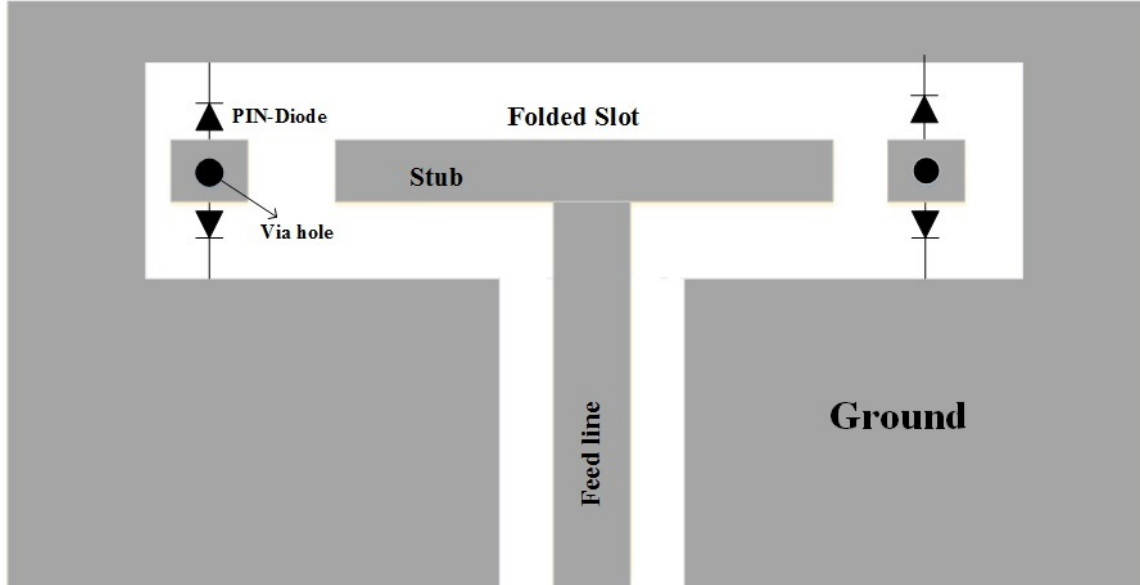 Folded Slot
PIN-Diode
Stub
Via hole
Feed line
Ground